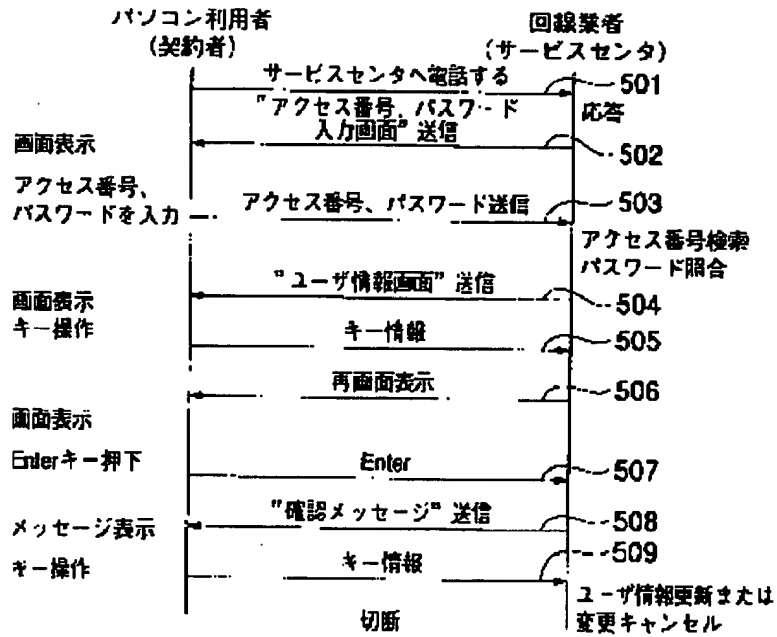 パソコン利用者
(契約者)
回線業者
(サービスセンタ)
サービスセンタへ電話する
501
応答
"アクセス番号、パスワード
入力画面" 送信
502
画面表示
アクセス番号、
パスワードを入力
アクセス番号、パスワード送信
503
アクセス番号検索
パスワード照合
"ユーザ情報画面" 送信
504
画面表示
キー操作
キー情報
505
再画面表示
506
画面表示
Enterキー押下
Enter
507
"確認メッセージ" 送信
508
メッセージ表示
509
キー操作
キー情報
ユーザ情報更新または
変更キャンセル
切断